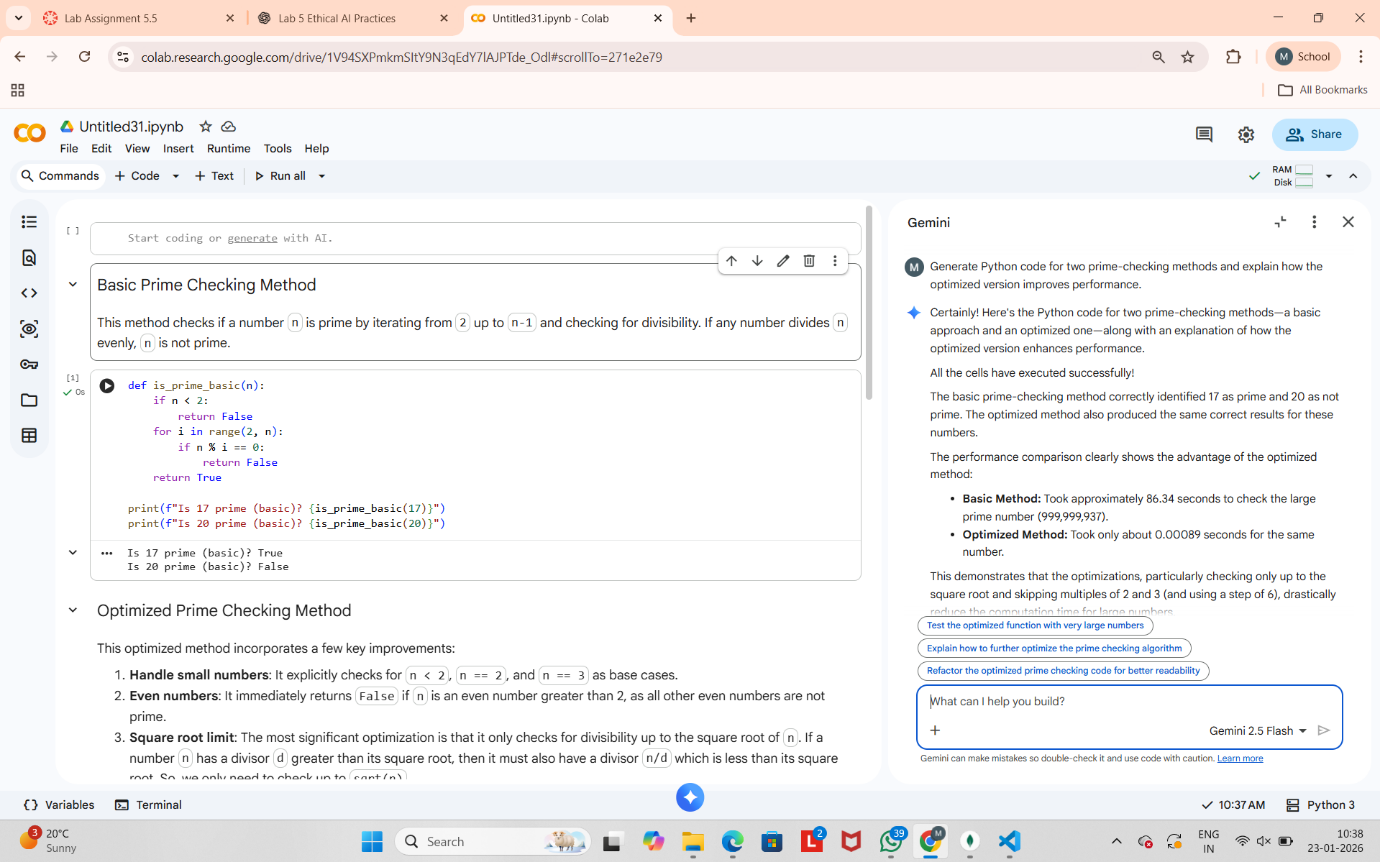 Lab Assignment 5.5
Lab 5 Ethical AI Practices
Untitled31.ipynb - Colab
colab.research.google.com/drive/1V94SXPmkmSItY9N3qEdY7lAJPTde_Odl#scrollTo=271e2e79
M School
All Bookmarks
Untitled31.ipynb
File Edit View Insert Runtime Tools Help
Share
Commands + Code + Text Run all
RAM
Disk
Gemini
[ ] Start coding or generate with AI.
Basic Prime Checking Method
This method checks if a number n is prime by iterating from 2 up to n-1 and checking for divisibility. If any number divides n
evenly, n is not prime.
[1]
0s
def is_prime_basic(n):
    if n < 2:
        return False
    for i in range(2, n):
        if n % i == 0:
            return False
    return True
print(f"Is 17 prime (basic)? {is_prime_basic(17)}")
print(f"Is 20 prime (basic)? {is_prime_basic(20)}")
Is 17 prime (basic)? True
Is 20 prime (basic)? False
Optimized Prime Checking Method
This optimized method incorporates a few key improvements:
1. Handle small numbers: It explicitly checks for n < 2, n == 2, and n == 3 as base cases.
2. Even numbers: It immediately returns False if n is an even number greater than 2, as all other even numbers are not
prime.
3. Square root limit: The most significant optimization is that it only checks for divisibility up to the square root of n. If a
number n has a divisor d greater than its square root, then it must also have a divisor n/d which is less than its square
root. So, we only need to check up to sqrt(n)
M Generate Python code for two prime-checking methods and explain how the
optimized version improves performance.
Certainly! Here's the Python code for two prime-checking methods—a basic
approach and an optimized one—along with an explanation of how the
optimized version enhances performance.
All the cells have executed successfully!
The basic prime-checking method correctly identified 17 as prime and 20 as not
prime. The optimized method also produced the same correct results for these
numbers.
The performance comparison clearly shows the advantage of the optimized
method:
• Basic Method: Took approximately 86.34 seconds to check the large
prime number (999,999,937).
• Optimized Method: Took only about 0.00089 seconds for the same
number.
This demonstrates that the optimizations, particularly checking only up to the
square root and skipping multiples of 2 and 3 (and using a step of 6), drastically
reduce the computation time for large numbers.
Test the optimized function with very large numbers
Explain how to further optimize the prime checking algorithm
Refactor the optimized prime checking code for better readability
What can I help you build?
Gemini 2.5 Flash
Gemini can make mistakes so double-check it and use code with caution. Learn more
Variables Terminal
10:37 AM Python 3
3
20°C
Sunny
Search
2
39
M
ENG
IN
10:38
23-01-2026